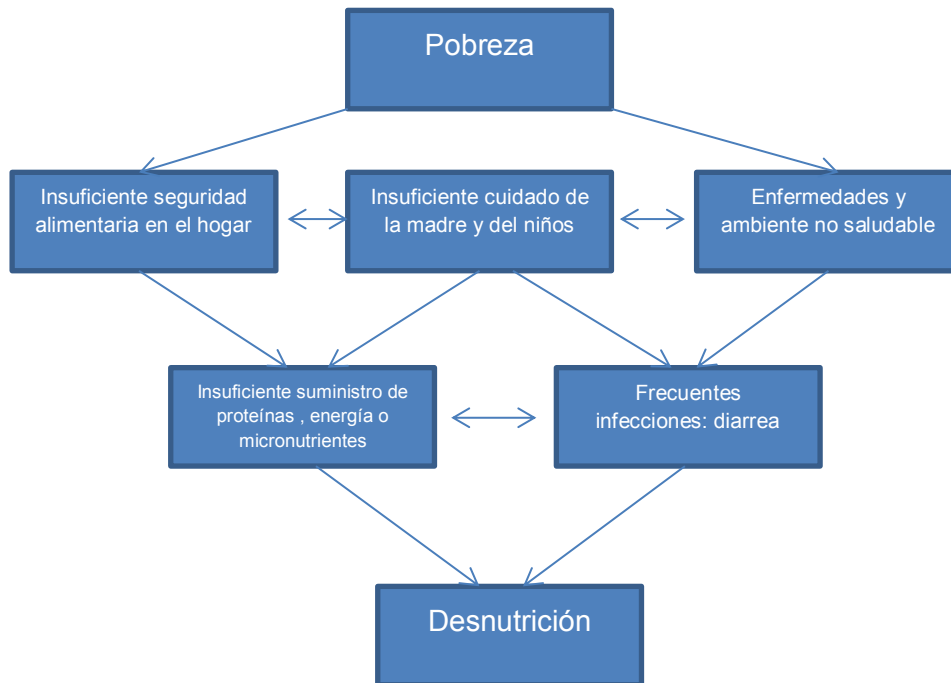 Pobreza
Insuficiente seguridad
alimentaria en el hogar
Insuficiente cuidado de
la madre y del niños
Enfermedades y
ambiente no saludable
Insuficiente suministro de
proteínas , energía o
micronutrientes
Frecuentes
infecciones: diarrea
Desnutrición